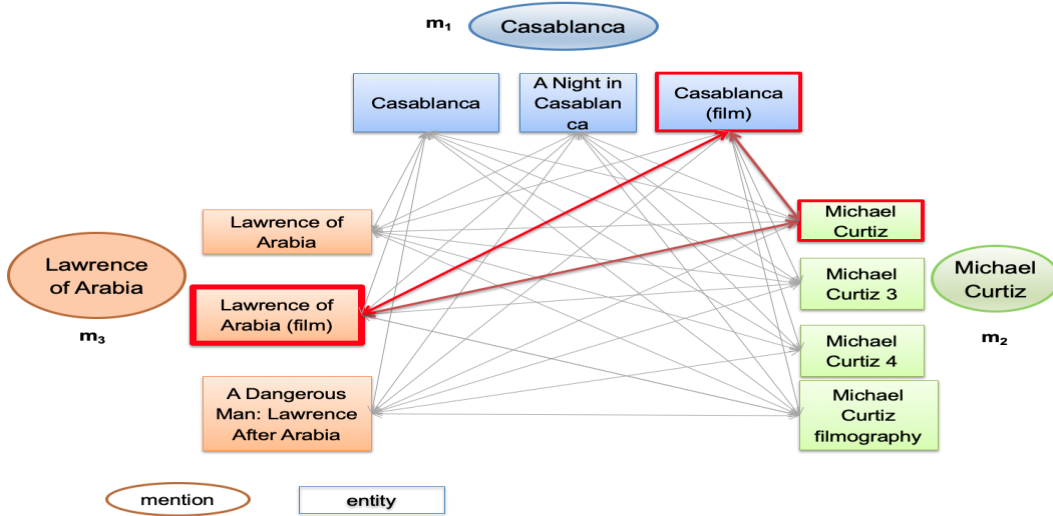 m₁
Casablanca
Casablanca
A Night in
Casablan
ca
Casablanca
(film)
Lawrence of
Arabia
Michael
Curtiz
Lawrence
of Arabia
m₃
Lawrence of
Arabia (film)
Michael
Curtiz 3
Michael
Curtiz
m₂
Michael
Curtiz 4
A Dangerous
Man: Lawrence
After Arabia
Michael
Curtiz
filmography
mention
entity